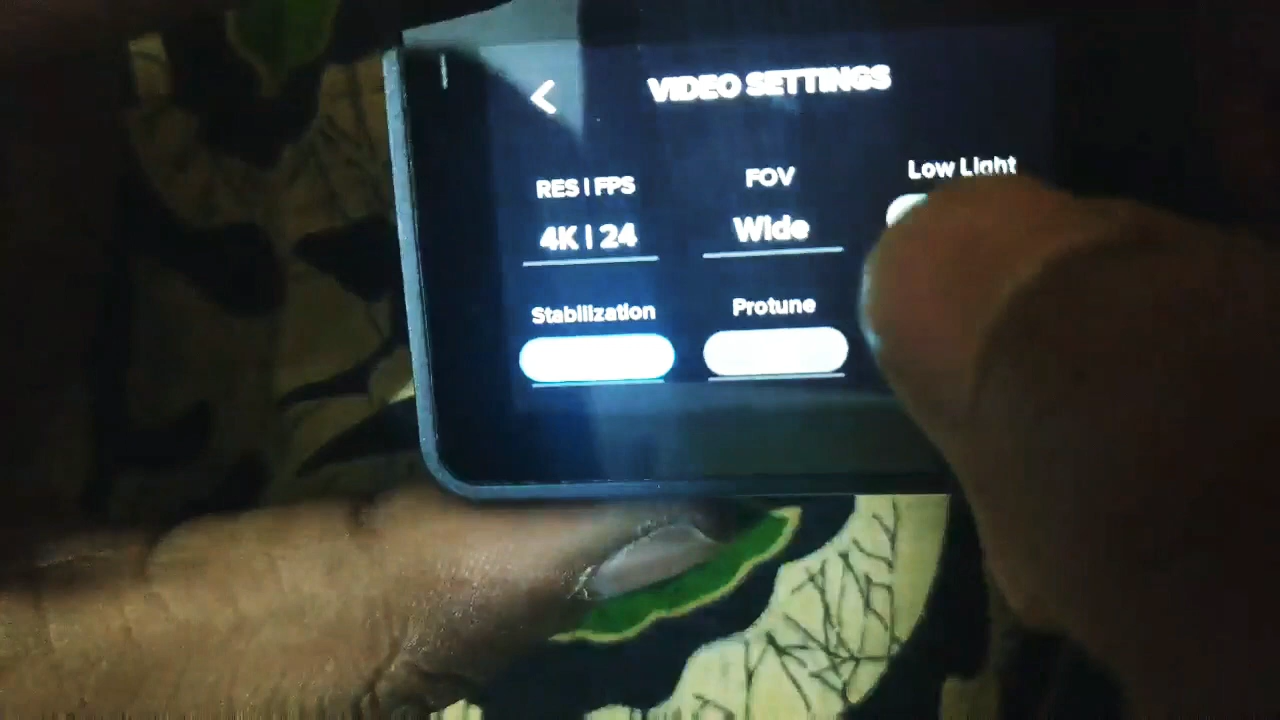 VIDEO SETTINGS
RES | FPS
FOV
Low Light
4K | 24
Wide
Stabilization
Protune